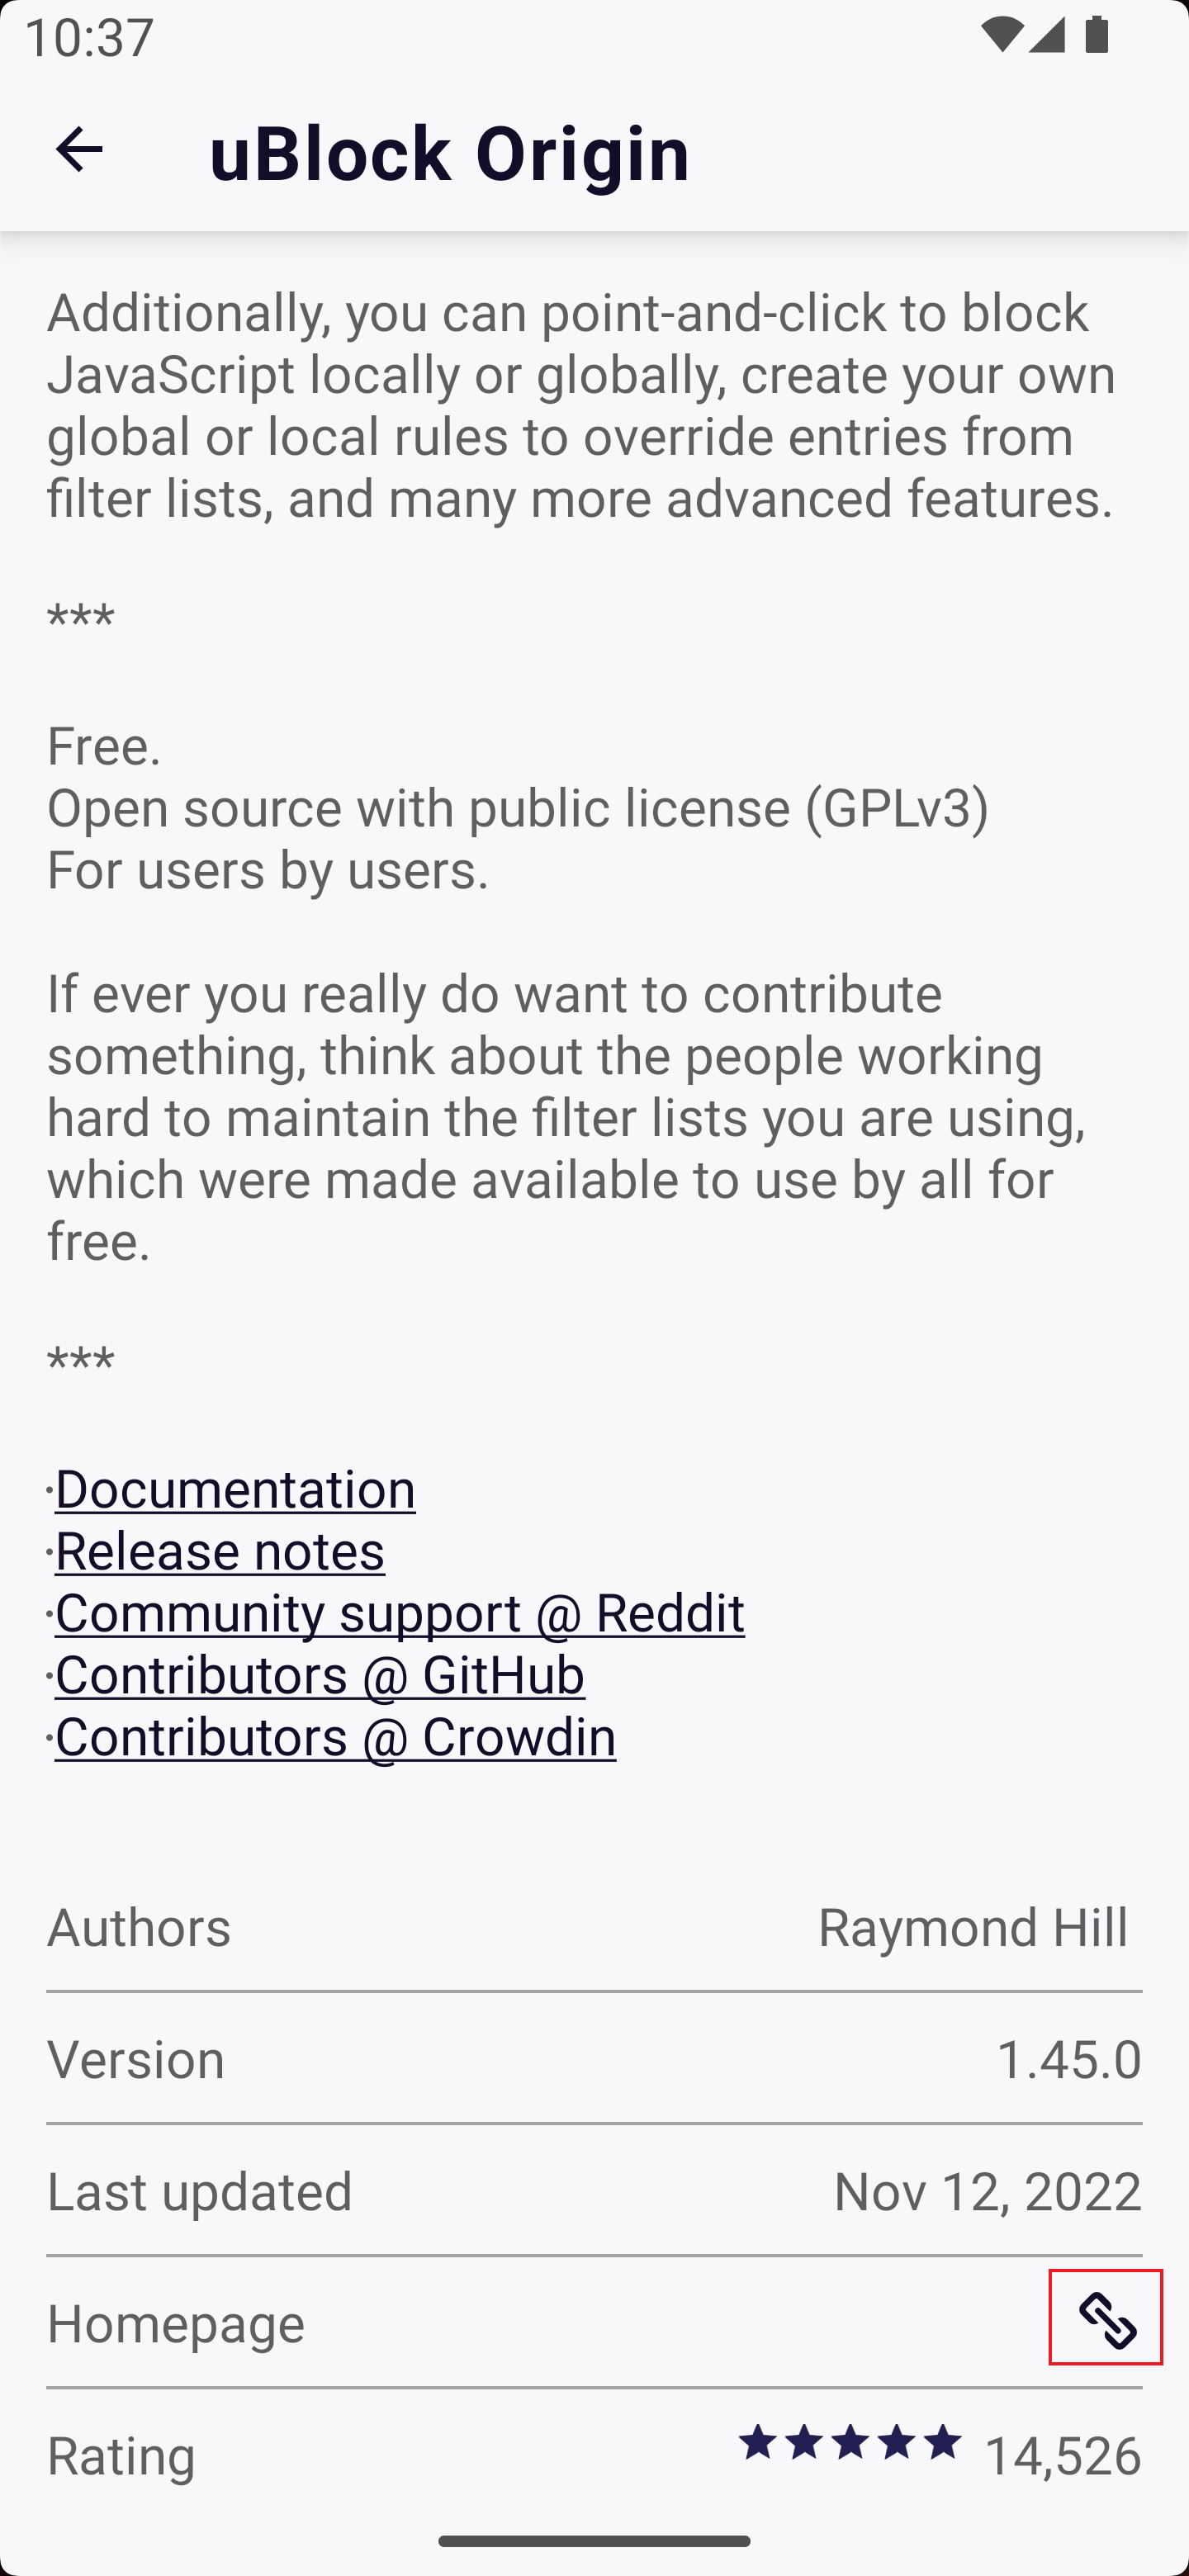 10:37
uBlock Origin
Additionally, you can point-and-click to block
JavaScript locally or globally, create your own
global or local rules to override entries from
filter lists, and many more advanced features.
***
Free.
Open source with public license (GPLv3)
For users by users.
If ever you really do want to contribute
something, think about the people working
hard to maintain the filter lists you are using,
which were made available to use by all for
free.
***
·Documentation
·Release notes
·Community support @ Reddit
·Contributors @ GitHub
·Contributors @ Crowdin
Authors Raymond Hill
Version 1.45.0
Last updated Nov 12, 2022
Homepage
Rating 14,526